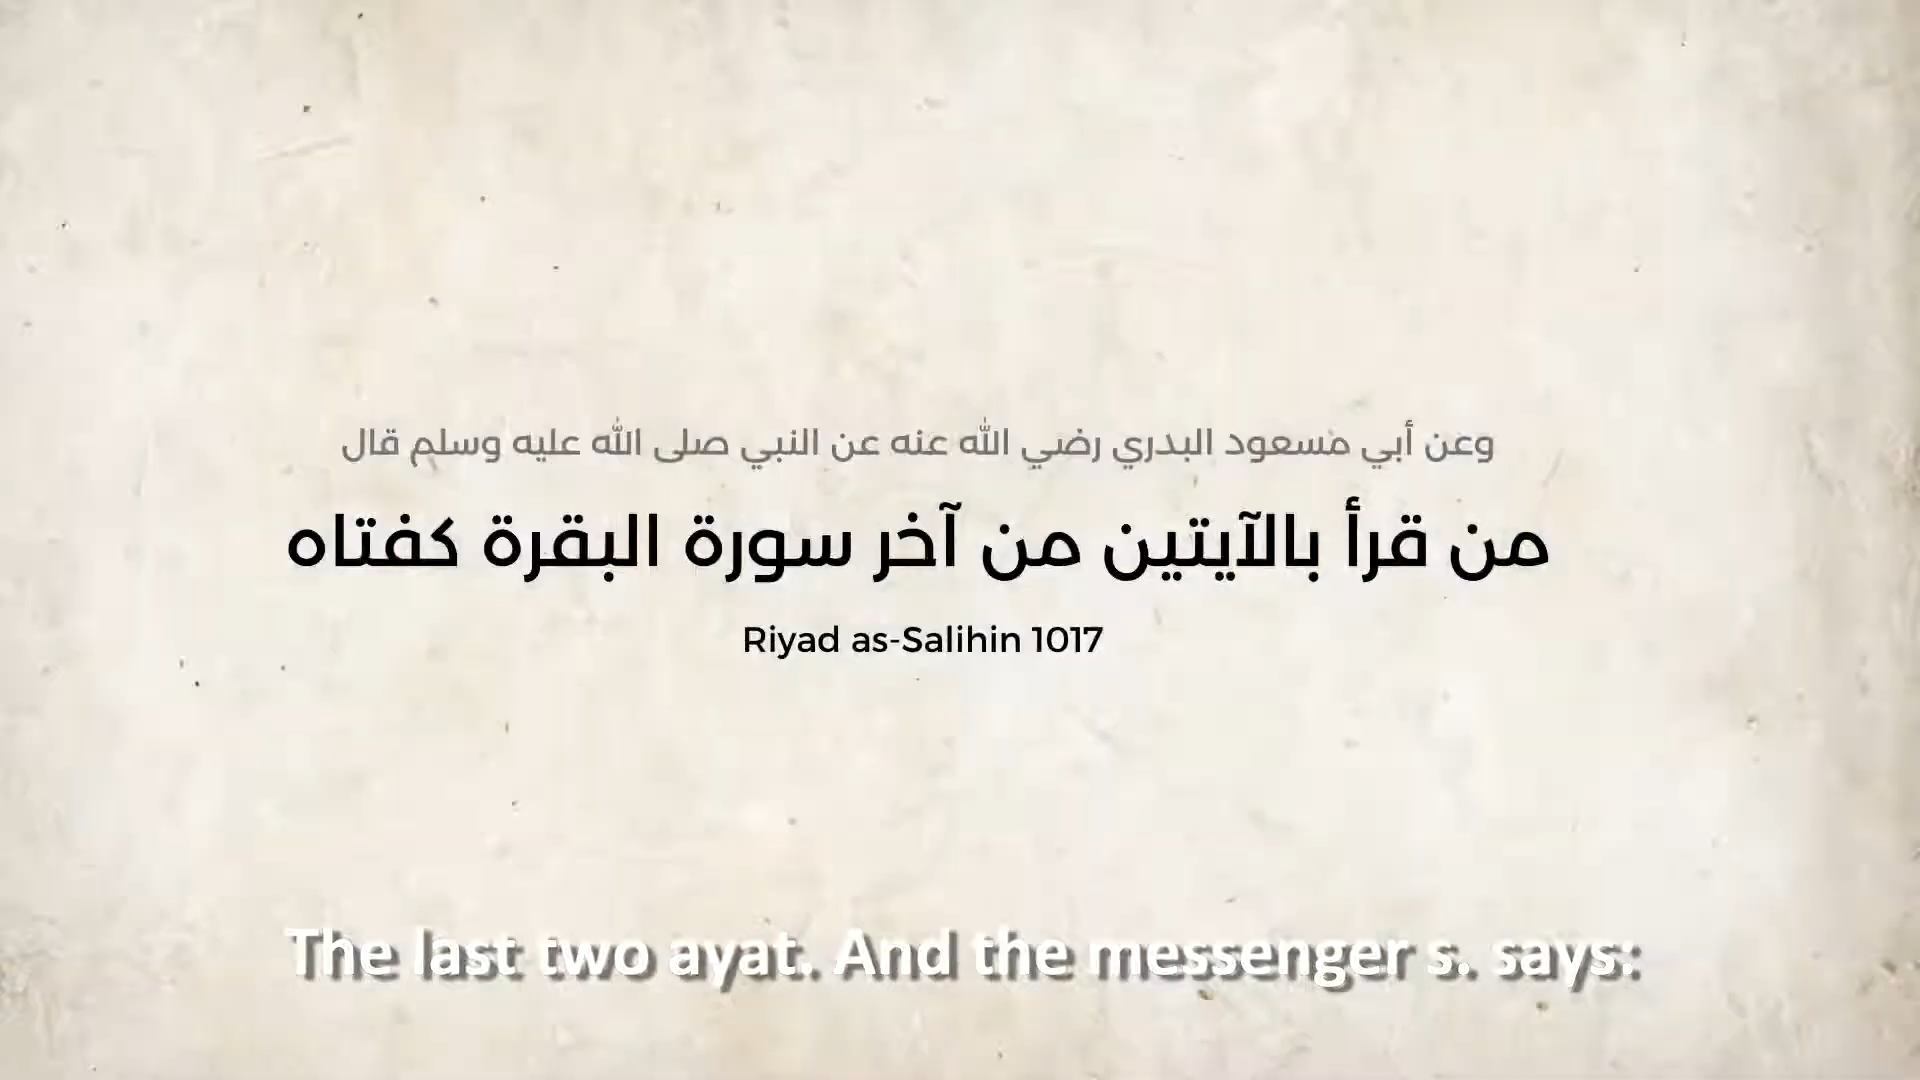 وعن أبي مسعود البدري رضي الله عنه عن النبي صلى الله عليه وسلم قال
من قرأ بالآيتين من آخر سورة البقرة كفتاه
Riyad as-Salihin 1017
The last two ayat. And the messenger s. says: